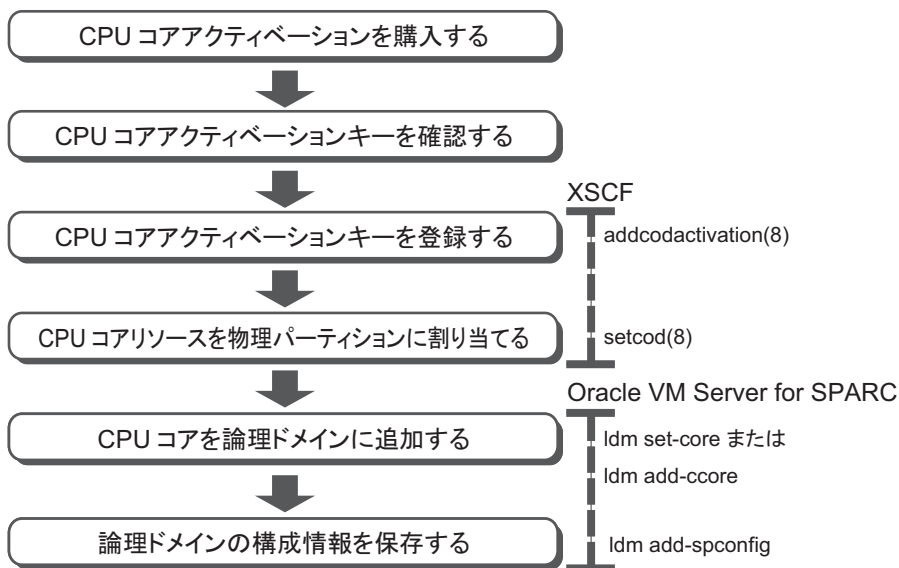 CPU コアアクティベーションを購入する
CPU コアアクティベーションキーを確認する
XSCF
CPU コアアクティベーションキーを登録する
addcodactivation(8)
CPU コアリソースを物理パーティションに割り当てる
setcod(8)
Oracle VM Server for SPARC
CPU コアを論理ドメインに追加する
ldm set-core または
ldm add-ccore
論理ドメインの構成情報を保存する
ldm add-spconfig